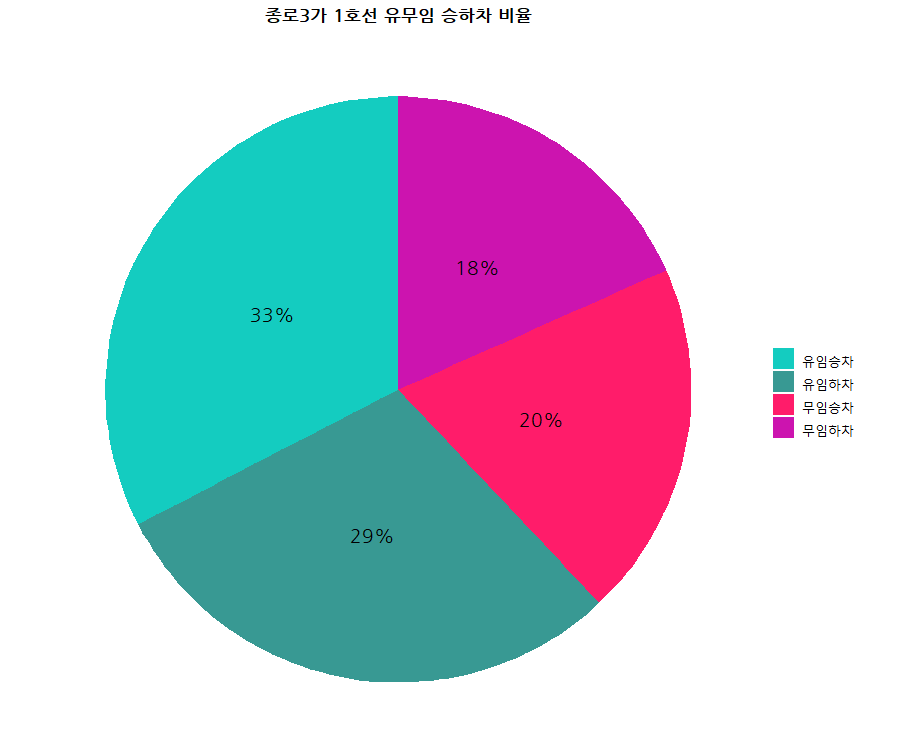 종로3가 1호선 유무임 승하차 비율
18%
33%
20%
29%
유임승차
유임하차
무임승차
무임하차